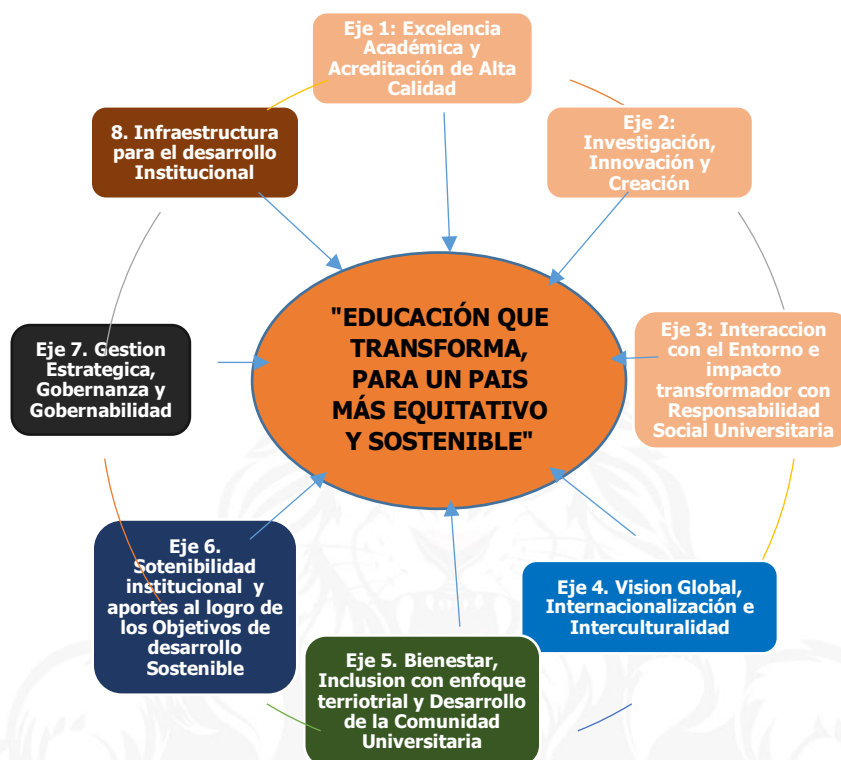 Eje 1: Excelencia
Académica y
Acreditación de Alta
Calidad
Eje 2:
Investigación,
Innovación y
Creación
Eje 3: Interaccion
con el Entorno e
impacto
transformador con
Responsabilidad
Social Universitaria
Eje 4. Vision Global,
Internacionalización e
Interculturalidad
Eje 5. Bienestar,
Inclusion con enfoque
terriotrial y Desarrollo
de la Comunidad
Universitaria
Eje 6.
Sotenibilidad
institucional y
aportes al logro de
los Objetivos de
desarrollo
Sostenible
Eje 7. Gestion
Estrategica,
Gobernanza y
Gobernabilidad
8. Infraestructura
para el desarrollo
Institucional
"EDUCACIÓN QUE
TRANSFORMA,
PARA UN PAIS
MÁS EQUITATIVO
Y SOSTENIBLE"